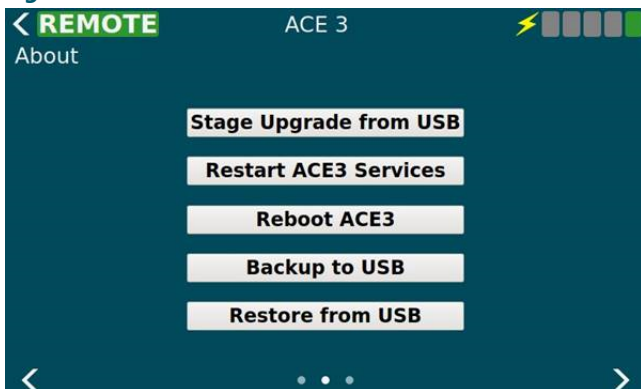 REMOTE ACE 3
About
Stage Upgrade from USB
Restart ACE3 Services
Reboot ACE3
Backup to USB
Restore from USB